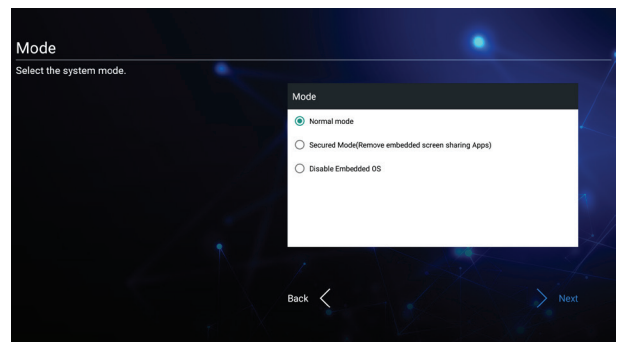 Mode
Select the system mode.
Mode
Normal mode
Secured Mode(Remove embedded screen sharing Apps)
Disable Embedded OS
Back
Next